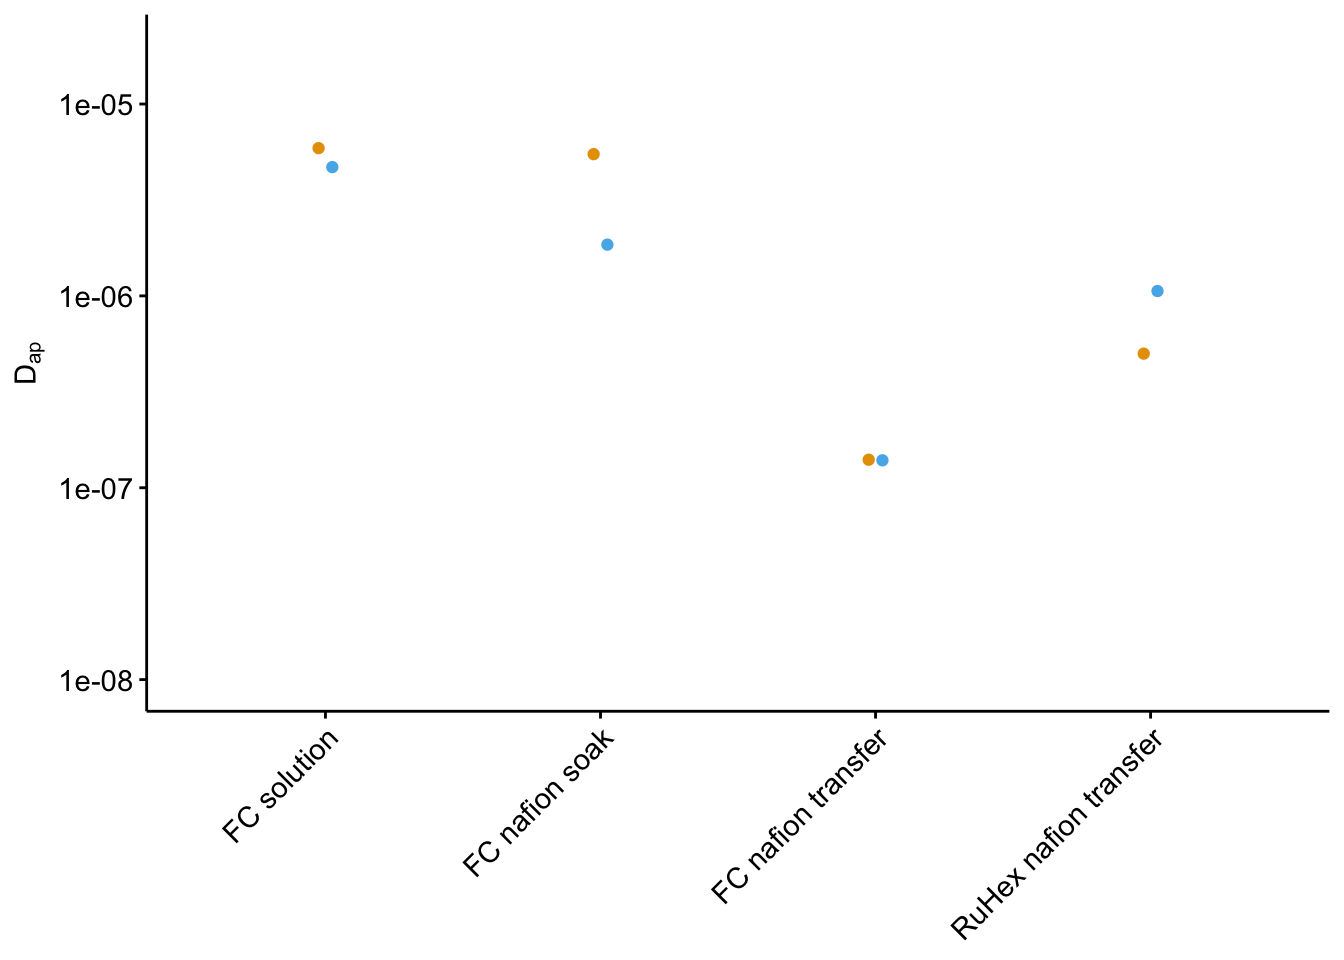 1e-05
1e-06
1e-07
1e-08
Dap
FC solution
FC nafion soak
FC nafion transfer
RuHex nafion transfer